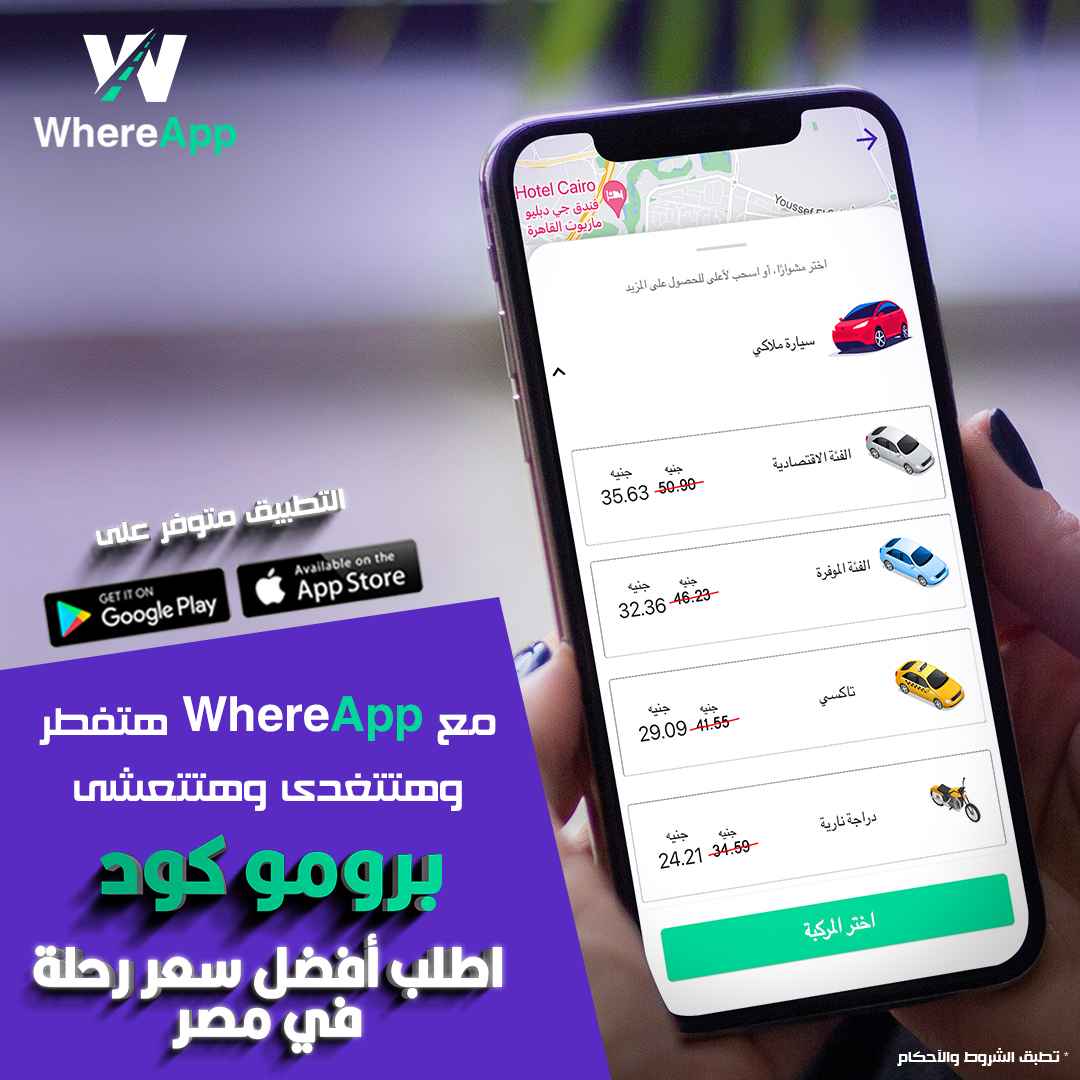 WhereApp
Hotel Cairo
فندق جي دبليو
ماريوت القاهرة
اختر مشوارًا، أو اسحب لأعلى للحصول على المزيد
سيارة ملاكي
الفئة الاقتصادية
جنيه 50.90
جنيه 35.63
الفئة الموفرة
جنيه 46.23
جنيه 32.36
تاكسي
جنيه 41.55
جنيه 29.09
دراجة نارية
جنيه 34.59
جنيه 24.21
اختر المركبة
التطبيق متوفر على
GET IT ON
Google Play
Available on the
App Store
مع WhereApp هتفطر
وهتتغدى وهتتعشى
برومو كود
اطلب أفضل سعر رحلة
في مصر
* تطبق الشروط والأحكام